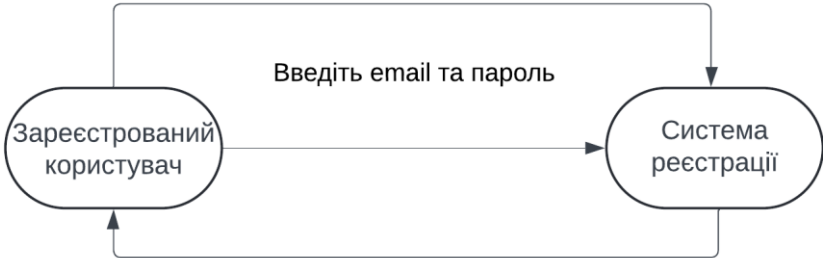 Введіть email та пароль
Зареєстрований
користувач
Система
реєстрації